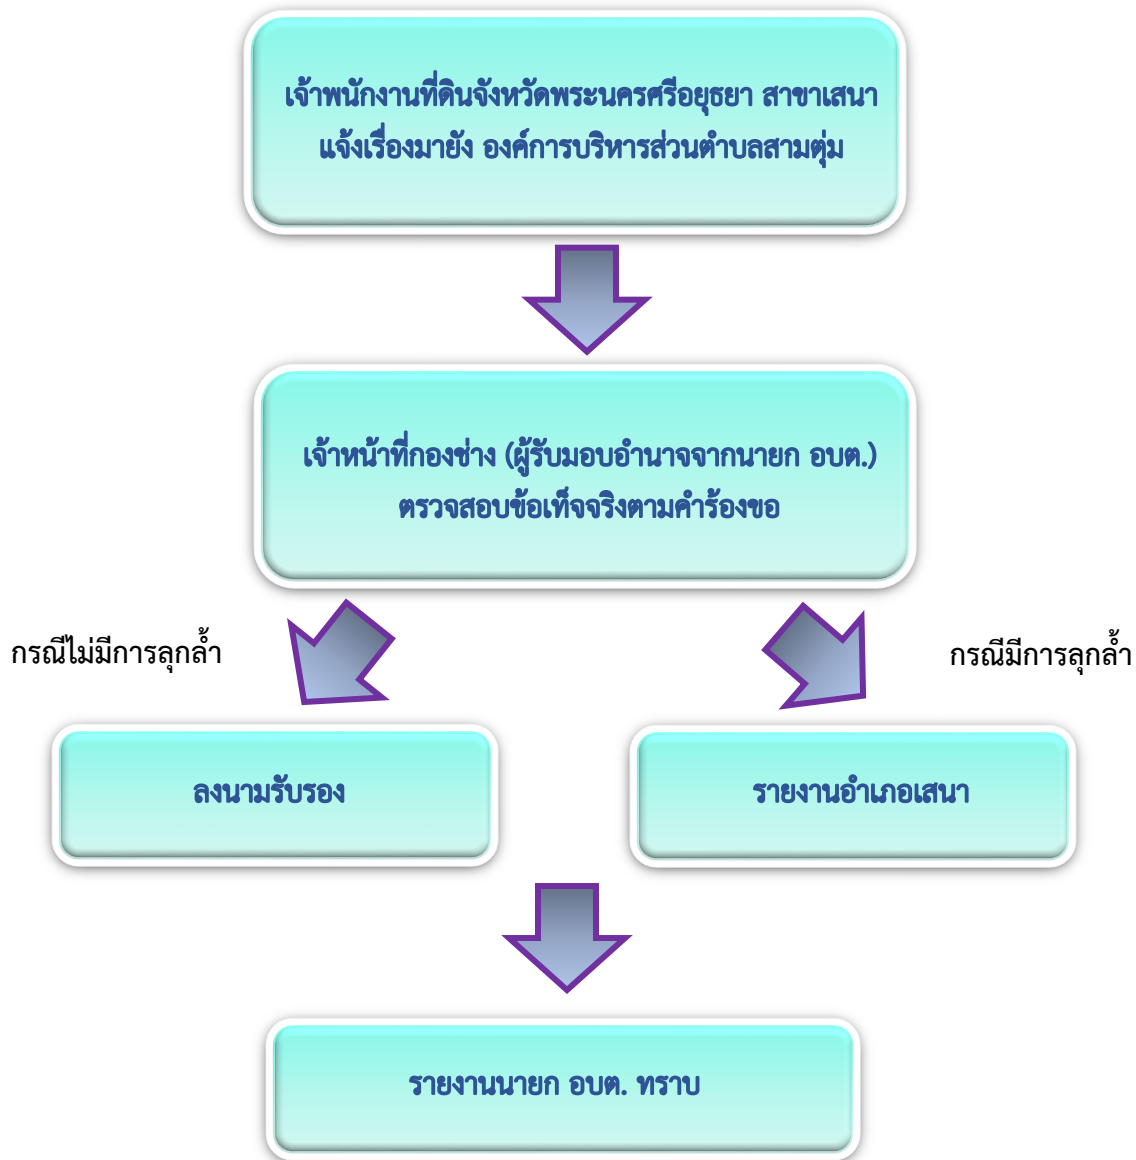 เจ้าพนักงานที่ดินจังหวัดพระนครศรีอยุธยา สาขาเสนา
แจ้งเรื่องมายัง องค์การบริหารส่วนตำบลสามตุ่ม
เจ้าหน้าที่กองช่าง (ผู้รับมอบอำนาจจากนายก อบต.)
ตรวจสอบข้อเท็จจริงตามคำร้องขอ
กรณีไม่มีการลุกล้ำ
กรณีมีการลุกล้ำ
ลงนามรับรอง
รายงานอำเภอเสนา
รายงานนายก อบต. ทราบ